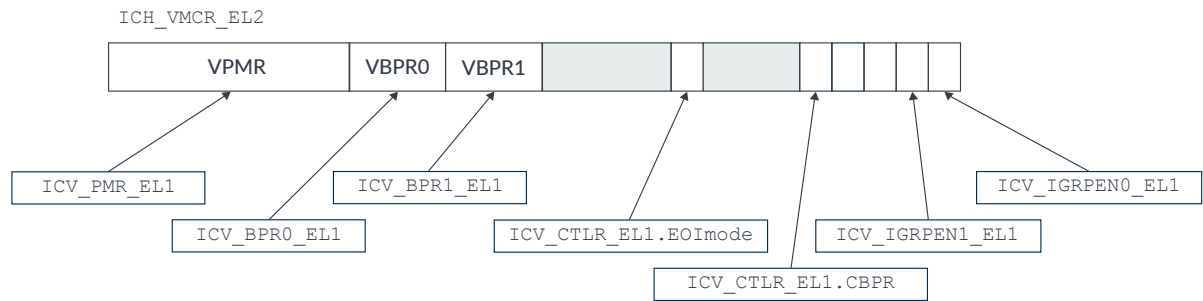 ICH_VMCR_EL2
VPMR VBPR0 VBPR1
ICV_PMR_EL1 ICV_BPR1_EL1 ICV_IGRPEN0_EL1
ICV_BPR0_EL1 ICV_CTLR_EL1.EOImode ICV_IGRPEN1_EL1
ICV_CTLR_EL1.CBPR